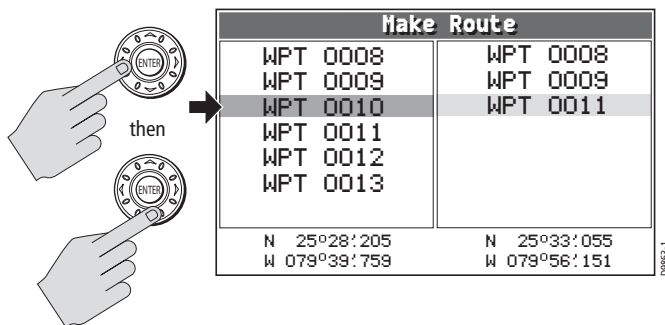 Make Route
WPT 0008
WPT 0009
WPT 0010
WPT 0011
WPT 0012
WPT 0013
N 25°28'.205
W 079°39'.759
WPT 0008
WPT 0009
WPT 0011
N 25°33'.055
W 079°56'.151
ENTER
then
ENTER
D9863-1